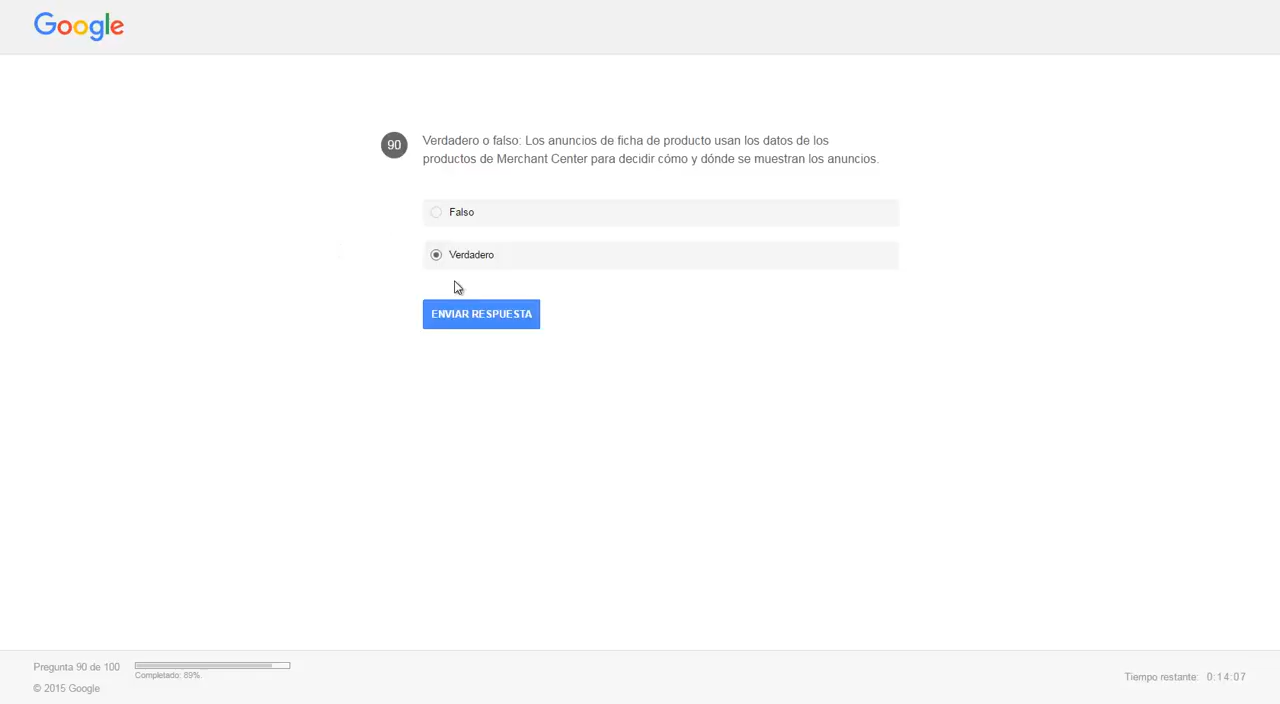 Google
90
Verdadero o falso: Los anuncios de ficha de producto usan los datos de los
productos de Merchant Center para decidir cómo y dónde se muestran los anuncios.
Falso
Verdadero
ENVIAR RESPUESTA
Pregunta 90 de 100
Completado: 89%.
© 2015 Google
Tiempo restante: 0:14:07